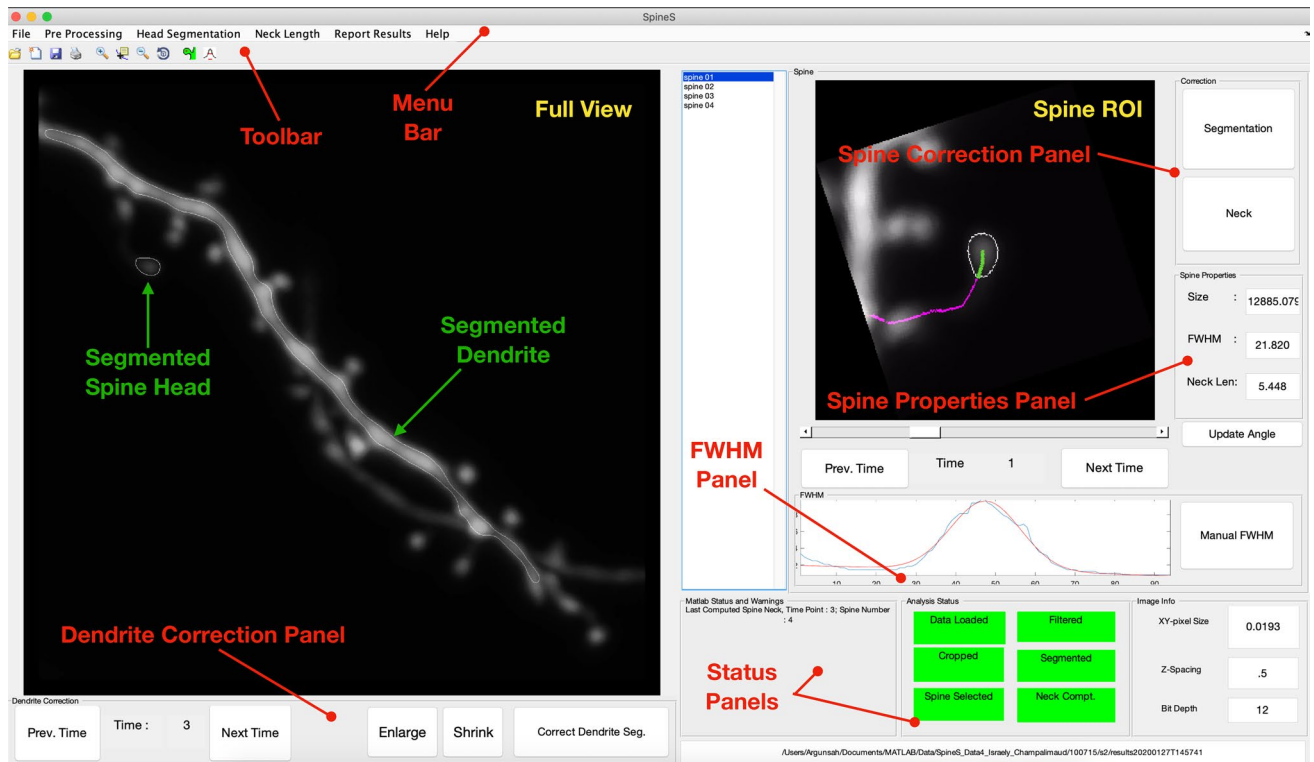 SpineS
File Pre Processing Head Segmentation Neck Length Report Results Help
Full View
Menu
Bar
Toolbar
Segmented
Spine Head
Segmented
Dendrite
Dendrite Correction Panel
Dendrite Correction
Prev. Time
Time :
3
Next Time
Enlarge
Shrink
Correct Dendrite Seg.
spine 01
spine 02
spine 03
spine 04
Spine
Spine ROI
Spine Correction Panel
Spine Properties Panel
Correction
Segmentation
Neck
Spine Properties
Size : 12885.079
FWHM : 21.820
Neck Len: 5.448
Update Angle
Prev. Time
Time 1
Next Time
FWHM
Panel
FWHM
10 20 30 40 50 60 70 80 90
Manual FWHM
Matlab Status and Warnings
Last Computed Spine Neck, Time Point : 3; Spine Number
: 4
Status
Panels
Analysis Status
Data Loaded
Filtered
Cropped
Segmented
Spine Selected
Neck Compt.
Image Info
XY-pixel Size 0.0193
Z-Spacing .5
Bit Depth 12
/Users/Argunsah/Documents/MATLAB/Data/SpineS_Data4_Israely_Champalimaud/100715/s2/results20200127T145741